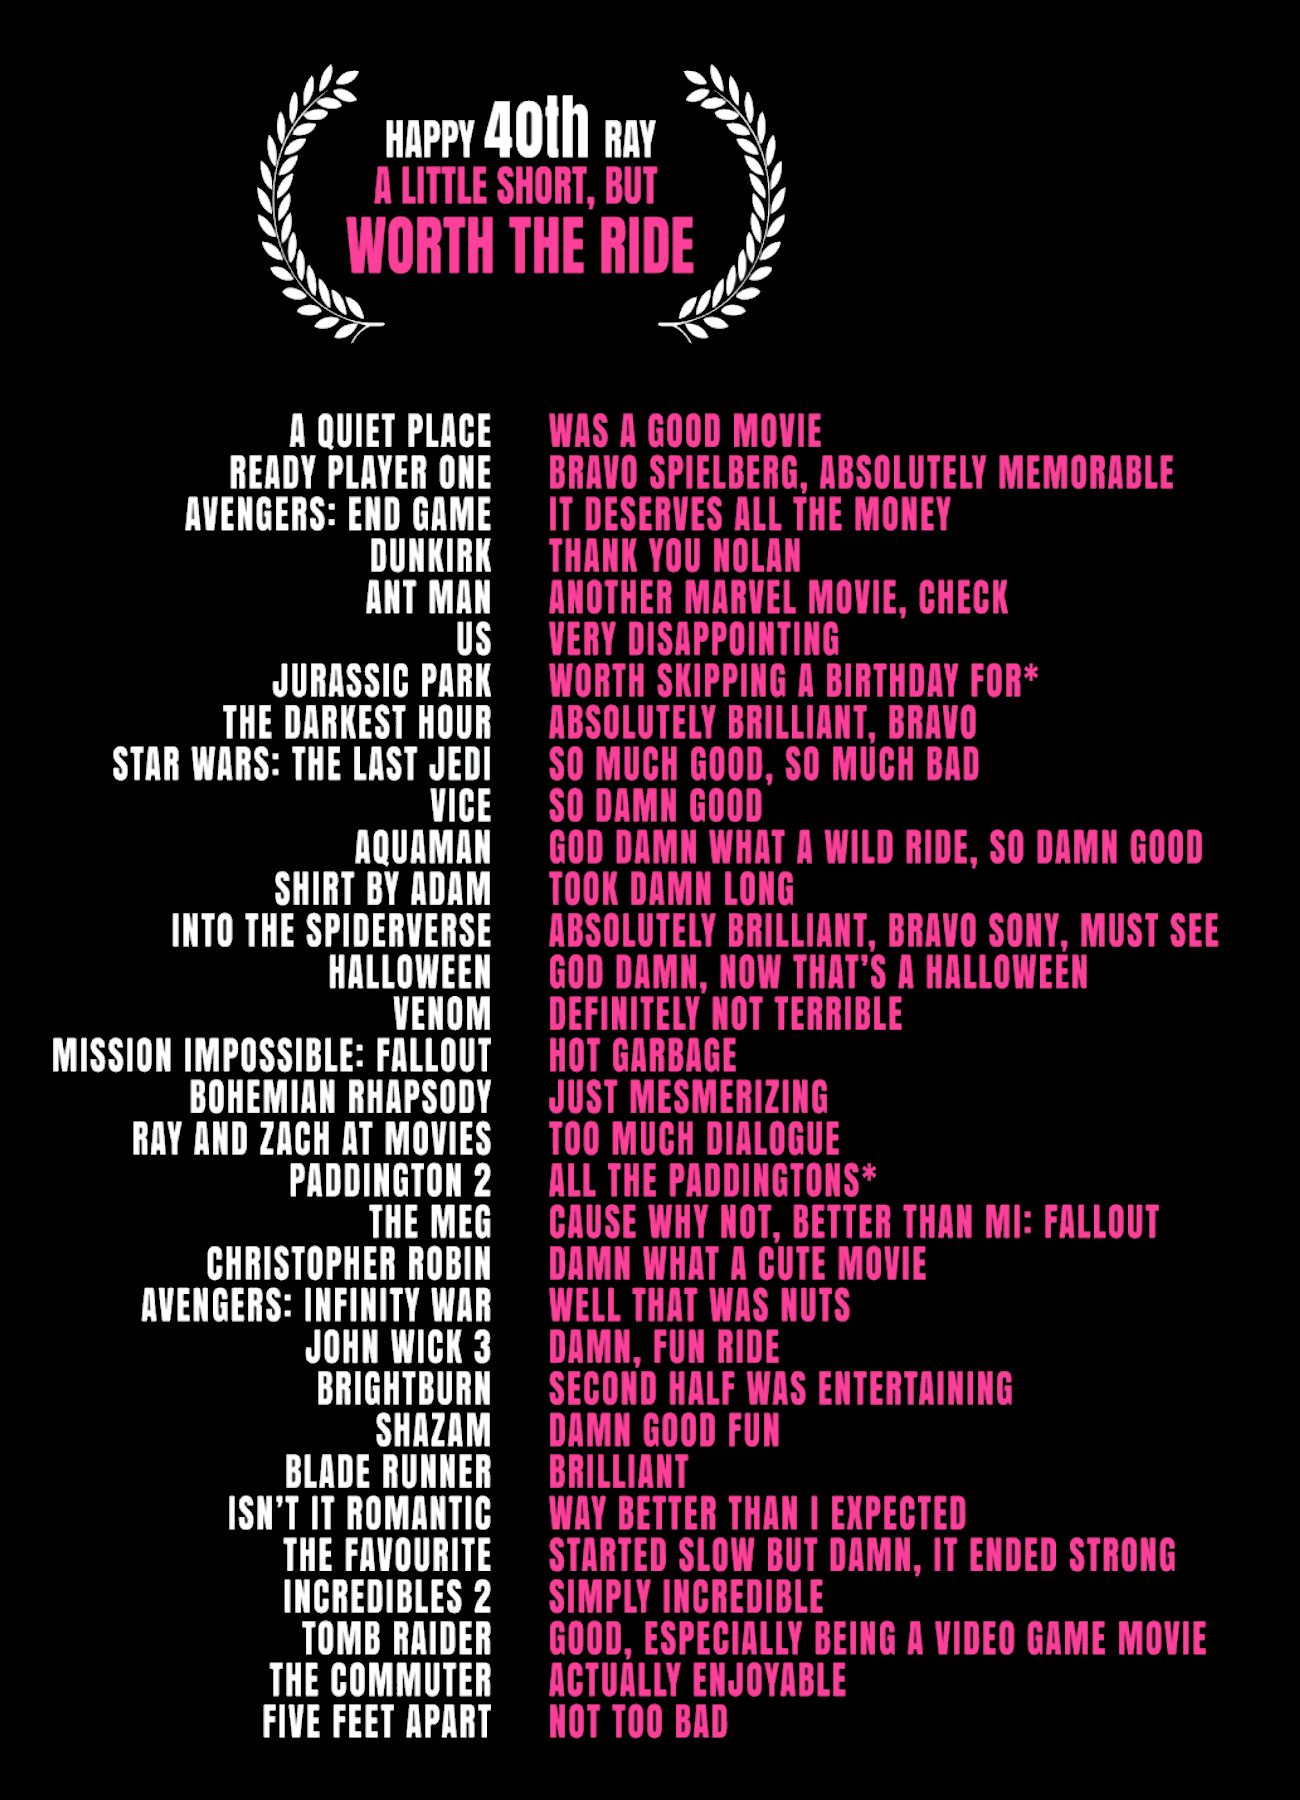 HAPPY 40th RAY
A LITTLE SHORT, BUT
WORTH THE RIDE
A QUIET PLACE WAS A GOOD MOVIE
READY PLAYER ONE BRAVO SPIELBERG, ABSOLUTELY MEMORABLE
AVENGERS: END GAME IT DESERVES ALL THE MONEY
DUNKIRK THANK YOU NOLAN
ANT MAN ANOTHER MARVEL MOVIE, CHECK
US VERY DISAPPOINTING
JURASSIC PARK WORTH SKIPPING A BIRTHDAY FOR*
THE DARKEST HOUR ABSOLUTELY BRILLIANT, BRAVO
STAR WARS: THE LAST JEDI SO MUCH GOOD, SO MUCH BAD
VICE SO DAMN GOOD
AQUAMAN GOD DAMN WHAT A WILD RIDE, SO DAMN GOOD
SHIRT BY ADAM TOOK DAMN LONG
INTO THE SPIDERVERSE ABSOLUTELY BRILLIANT, BRAVO SONY, MUST SEE
HALLOWEEN GOD DAMN, NOW THAT'S A HALLOWEEN
VENOM DEFINITELY NOT TERRIBLE
MISSION IMPOSSIBLE: FALLOUT HOT GARBAGE
BOHEMIAN RHAPSODY JUST MESMERIZING
RAY AND ZACH AT MOVIES TOO MUCH DIALOGUE
PADDINGTON 2 ALL THE PADDINGTONS*
THE MEG CAUSE WHY NOT, BETTER THAN MI: FALLOUT
CHRISTOPHER ROBIN DAMN WHAT A CUTE MOVIE
AVENGERS: INFINITY WAR WELL THAT WAS NUTS
JOHN WICK 3 DAMN, FUN RIDE
BRIGHTBURN SECOND HALF WAS ENTERTAINING
SHAZAM DAMN GOOD FUN
BLADE RUNNER BRILLIANT
ISN'T IT ROMANTIC WAY BETTER THAN I EXPECTED
THE FAVOURITE STARTED SLOW BUT DAMN, IT ENDED STRONG
INCREDIBLES 2 SIMPLY INCREDIBLE
TOMB RAIDER GOOD, ESPECIALLY BEING A VIDEO GAME MOVIE
THE COMMUTER ACTUALLY ENJOYABLE
FIVE FEET APART NOT TOO BAD